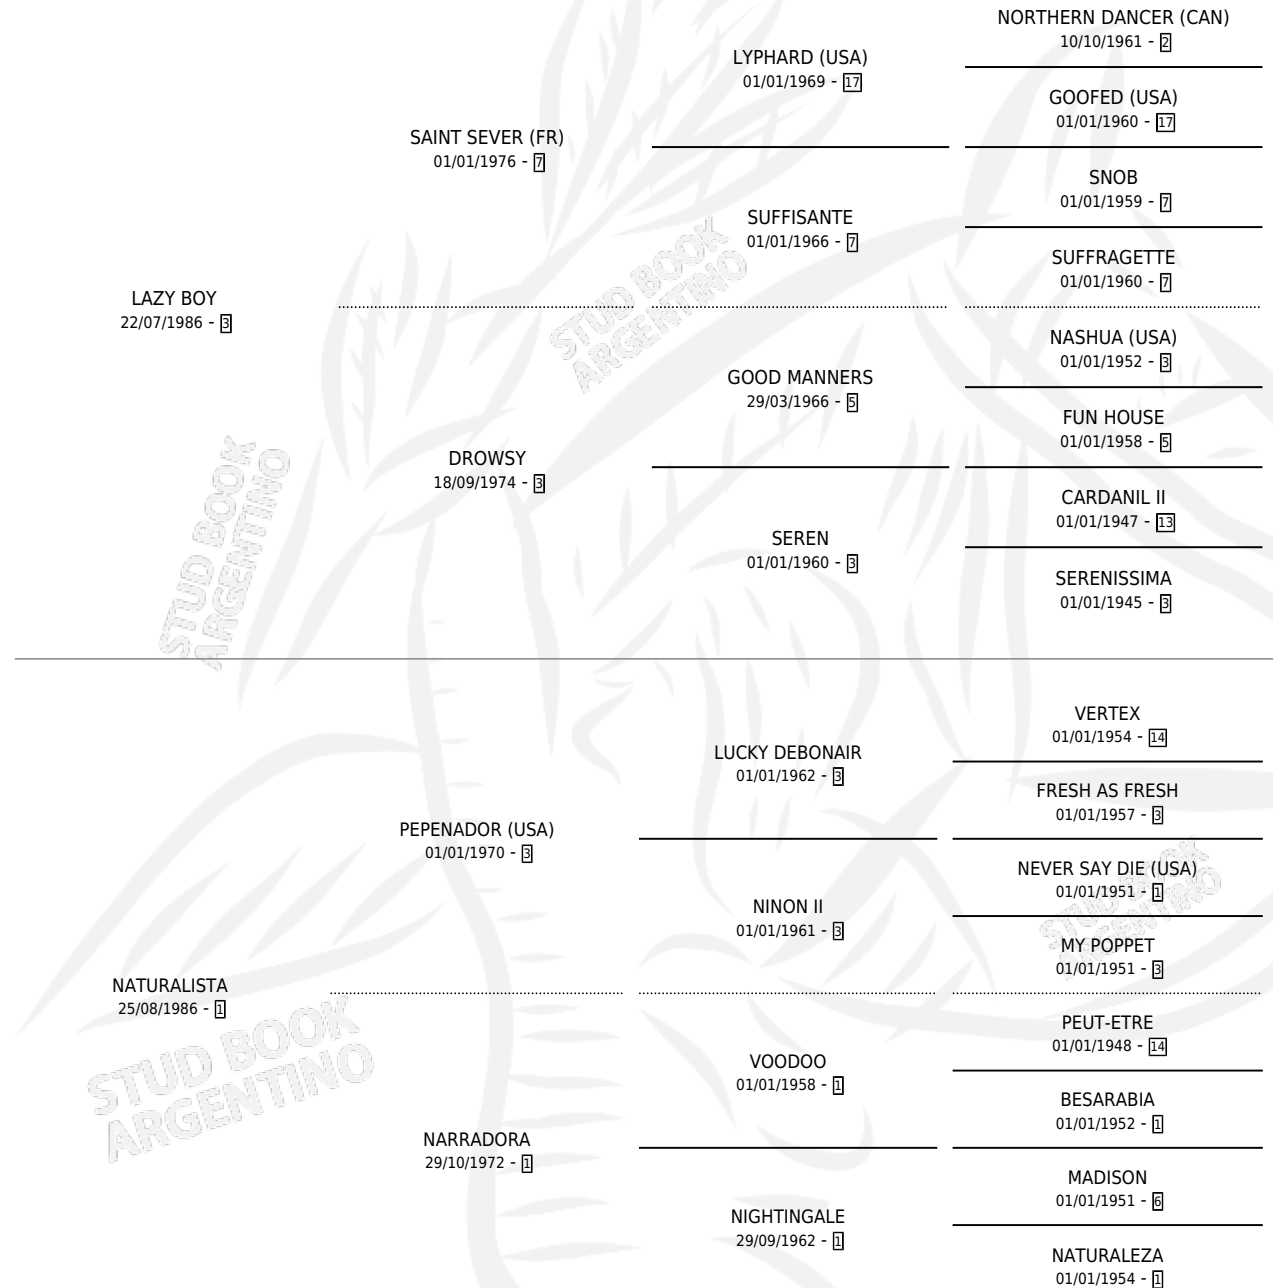 NORTHERN DANCER (CAN)
10/10/1961 - 2
LYPHARD (USA)
01/01/1969 - 17
GOOFED (USA)
01/01/1960 - 17
SAINT SEVER (FR)
01/01/1976 - 7
SNOB
01/01/1959 - 7
SUFFISANTE
01/01/1966 - 7
SUFFRAGETTE
01/01/1960 - 7
LAZY BOY
22/07/1986 - 3
STUD BOOK
ARGENTINO
NASHUA (USA)
01/01/1952 - 3
GOOD MANNERS
29/03/1966 - 5
FUN HOUSE
01/01/1958 - 5
DROWSY
18/09/1974 - 3
CARDANIL II
01/01/1947 - 13
SEREN
01/01/1960 - 3
SERENISSIMA
01/01/1945 - 3
STUD BOOK
ARGENTINO
VERTEX
01/01/1954 - 14
LUCKY DEBONAIR
01/01/1962 - 3
FRESH AS FRESH
01/01/1957 - 3
PEPENADOR (USA)
01/01/1970 - 3
NEVER SAY DIE (USA)
01/01/1951 - 1
NINON II
01/01/1961 - 3
MY POPPET
01/01/1951 - 3
STUD BOOK
ARGENTINO
NATURALISTA
25/08/1986 - 1
PEUT-ETRE
01/01/1948 - 14
VOODOO
01/01/1958 - 1
BESARABIA
01/01/1952 - 1
STUD BOOK
ARGENTINO
NARRADORA
29/10/1972 - 1
MADISON
01/01/1951 - 6
NIGHTINGALE
29/09/1962 - 1
NATURALEZA
01/01/1954 - 1